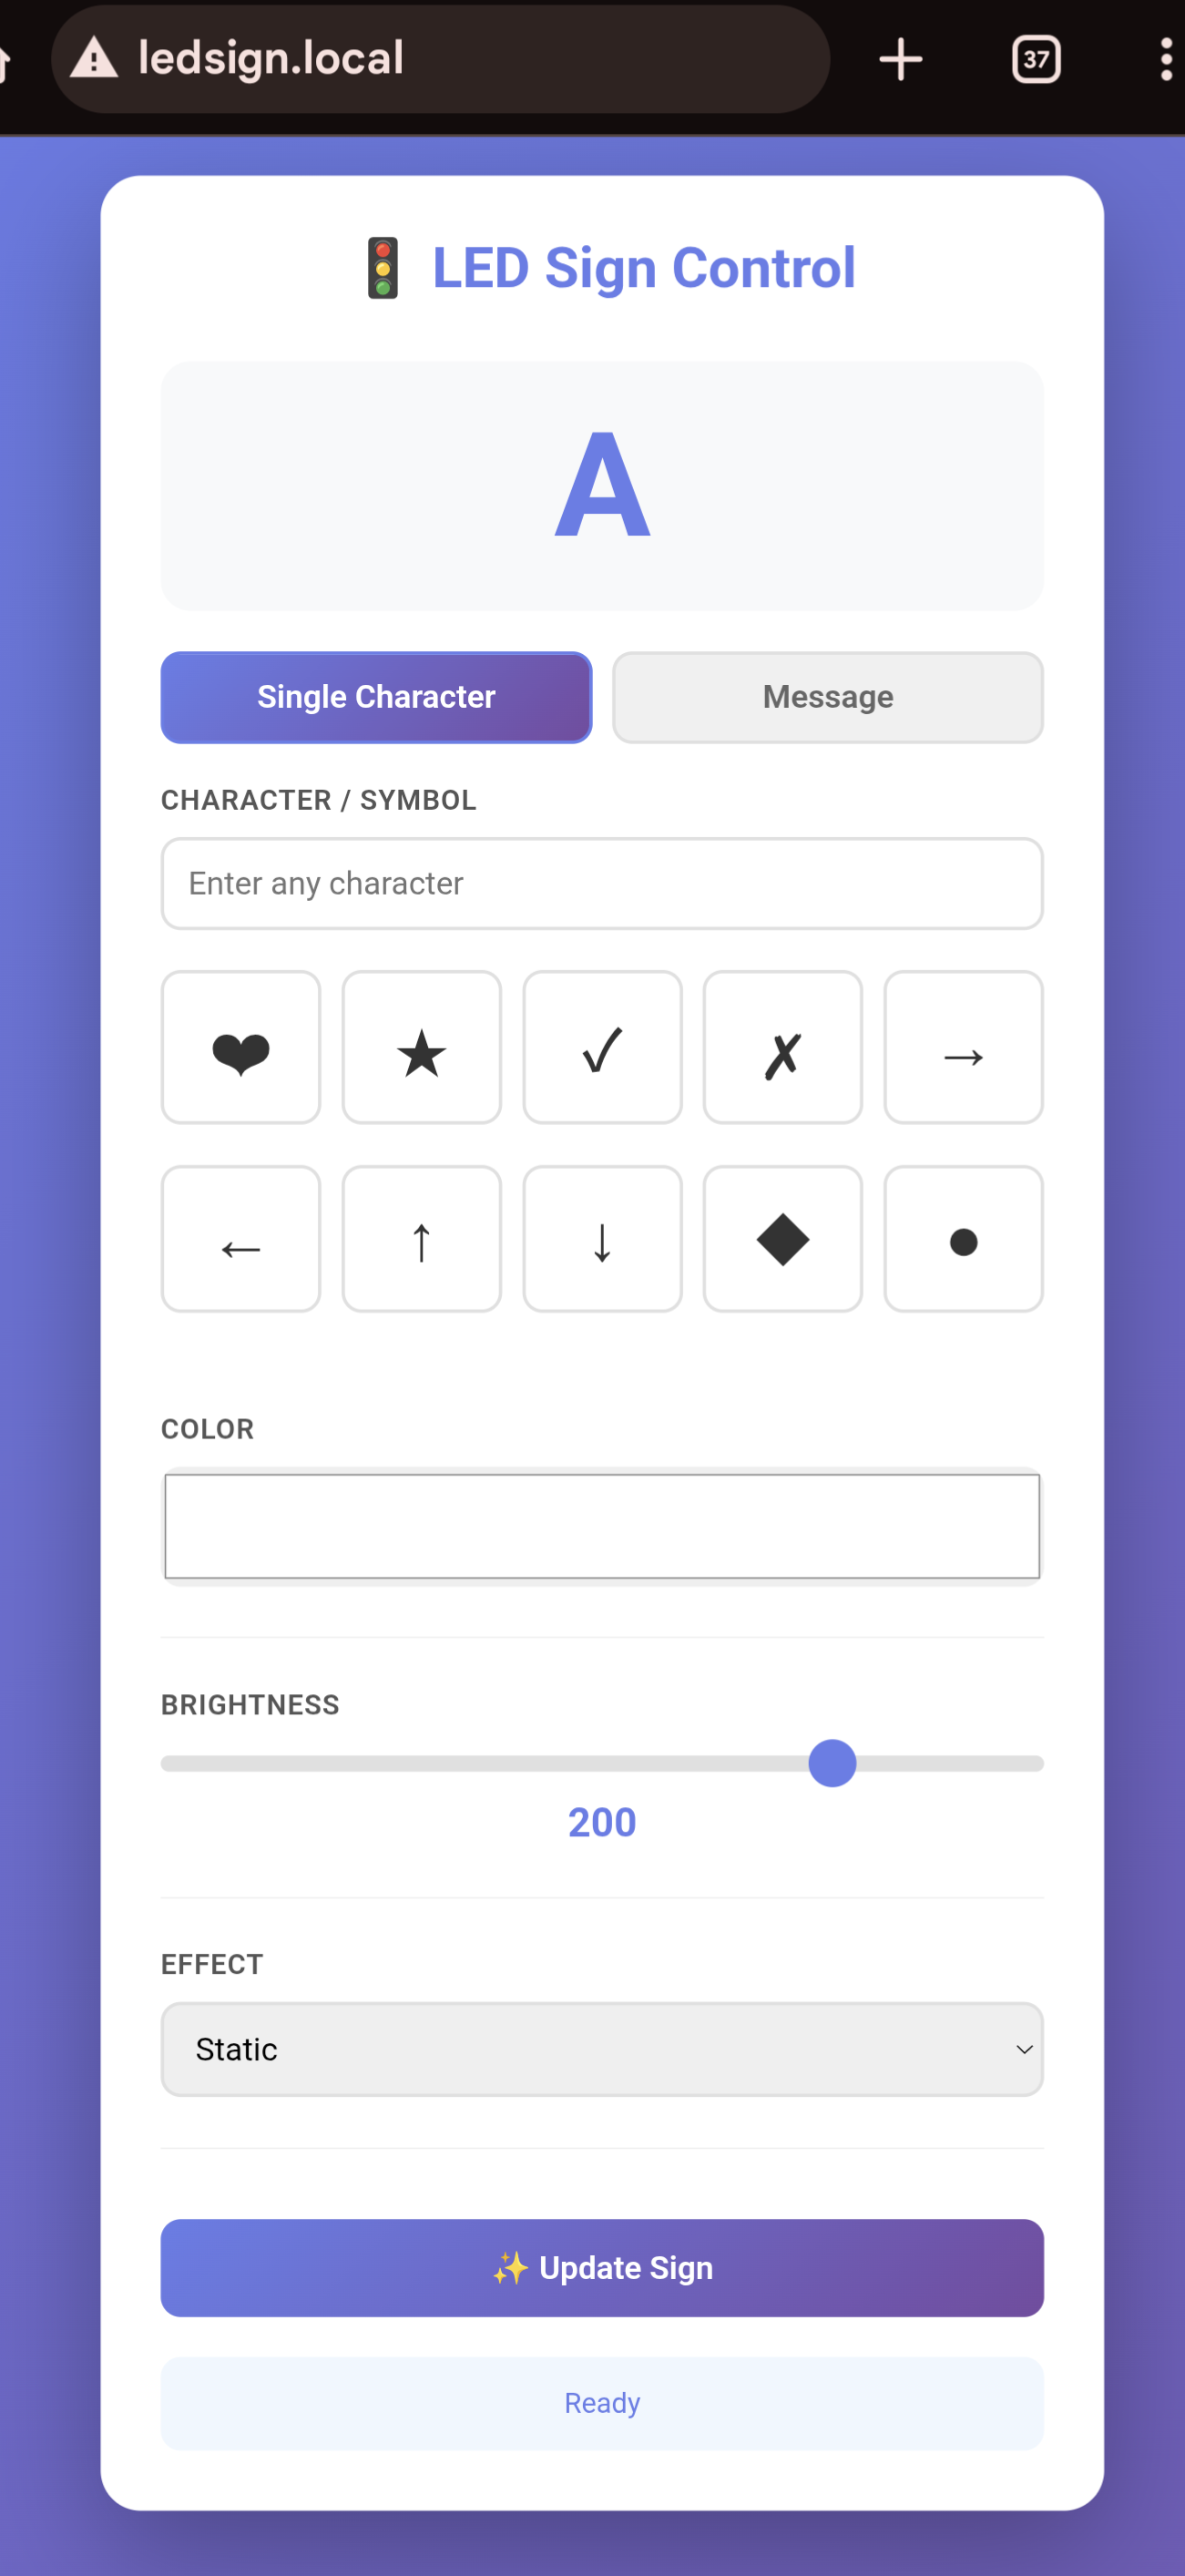 ledsign.local
37
🚦 LED Sign Control
A
Single Character Message
CHARACTER / SYMBOL
Enter any character
❤ ★ ✓ ✗ →
← ↑ ↓ ◆ ●
COLOR
BRIGHTNESS
200
EFFECT
Static
✨ Update Sign
Ready